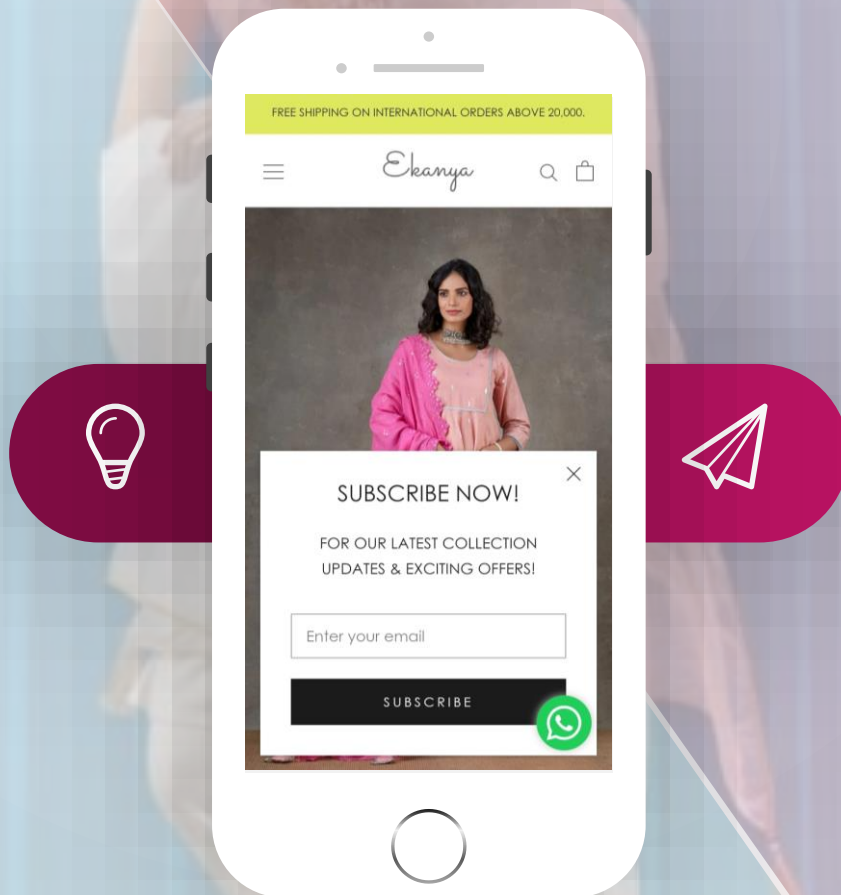 FREE SHIPPING ON INTERNATIONAL ORDERS ABOVE 20,000.
Ekanya
SUBSCRIBE NOW!
FOR OUR LATEST COLLECTION
UPDATES & EXCITING OFFERS!
Enter your email
SUBSCRIBE